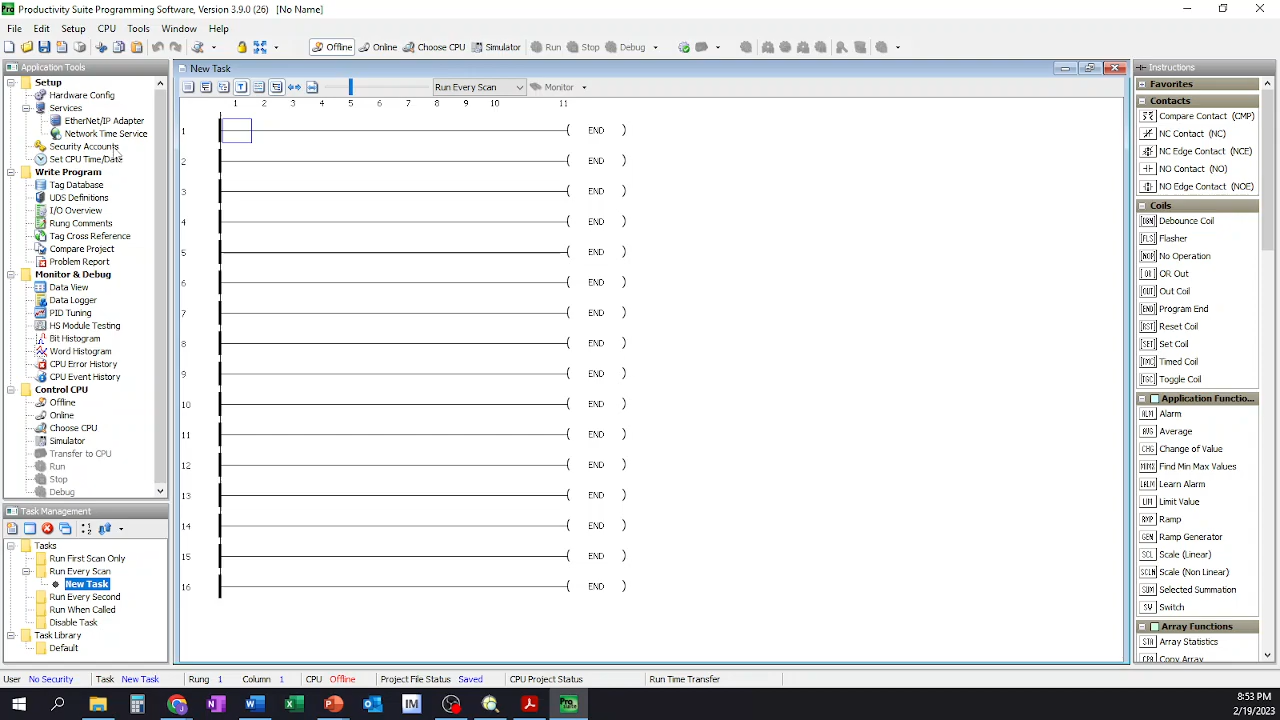 Productivity Suite Programming Software, Version 3.9.0 (26)   [No Name]
File Edit Setup CPU Tools Window Help
Offline Online Choose CPU Simulator Run Stop Debug
Application Tools
Setup
Hardware Config
Services
EtherNet/IP Adapter
Network Time Service
Security Accounts
Set CPU Time/Date
Write Program
Tag Database
UDS Definitions
I/O Overview
Rung Comments
Tag Cross Reference
Compare Project
Problem Report
Monitor & Debug
Data View
Data Logger
PID Tuning
HS Module Testing
Bit Histogram
Word Histogram
CPU Error History
CPU Event History
Control CPU
Offline
Online
Choose CPU
Simulator
Transfer to CPU
Run
Stop
Debug
Task Management
Tasks
Run First Scan Only
Run Every Scan
New Task
Run Every Second
Run When Called
Disable Task
Task Library
Default
New Task
Run Every Scan Monitor
1 2 3 4 5 6 7 8 9 10 11
1 END
2 END
3 END
4 END
5 END
6 END
7 END
8 END
9 END
10 END
11 END
12 END
13 END
14 END
15 END
16 END
Instructions
Favorites
Contacts
Compare Contact (CMP)
NC Contact (NC)
NC Edge Contact (NCE)
NO Contact (NO)
NO Edge Contact (NOE)
Coils
Debounce Coil
Flasher
No Operation
OR Out
Out Coil
Program End
Reset Coil
Set Coil
Timed Coil
Toggle Coil
Application Functio...
Alarm
Average
Change of Value
Find Min Max Values
Learn Alarm
Limit Value
Ramp
Ramp Generator
Scale (Linear)
Scale (Non Linear)
Selected Summation
Switch
Array Functions
Array Statistics
Copy Array
User No Security Task New Task Rung 1 Column 1 CPU Offline Project File Status Saved CPU Project Status Run Time Transfer
8:53 PM
2/19/2023